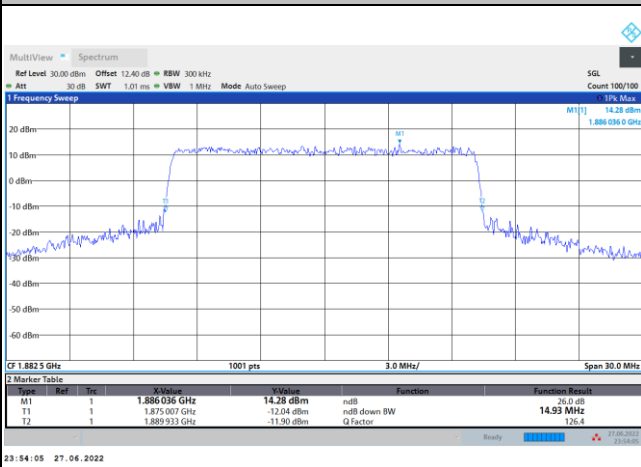 MultiView Spectrum
Ref Level 30.00 dBm Offset 12.40 dB RBW 300 kHz SGL
Att 30 dB SWT 1.01 ms VBW 1 MHz Mode Auto Sweep Count 100/100
1 Frequency Sweep 1Pk Max
M1[1] 14.28 dBm
1.886 036 0 GHz
20 dBm
M1
10 dBm
0 dBm
T1 T2
-10 dBm
-20 dBm
-30 dBm
-40 dBm
-50 dBm
-60 dBm
CF 1.882 5 GHz 1001 pts 3.0 MHz/ Span 30.0 MHz
2 Marker Table
Type Ref Trc X-Value Y-Value Function Function Result
M1 1 1.886 036 GHz 14.28 dBm ndB 26.0 dB
T1 1 1.875 007 GHz -12.04 dBm ndB down BW 14.93 MHz
T2 1 1.889 933 GHz -11.90 dBm Q Factor 126.4
Ready 27.06.2022
23:54:05
23:54:05 27.06.2022